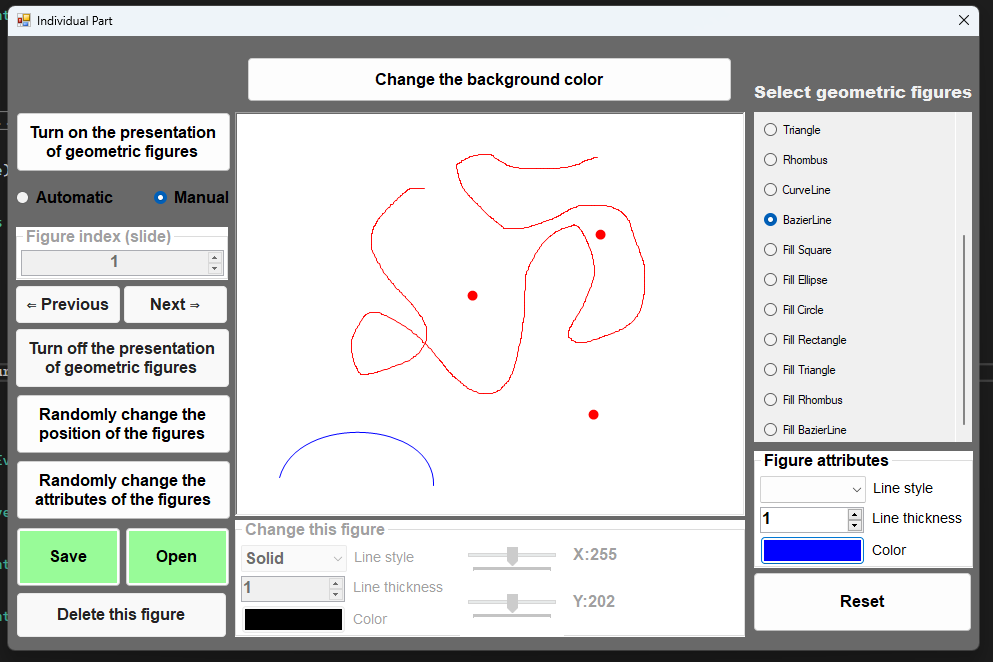 Individual Part
Change the background color
Select geometric figures
Turn on the presentation
of geometric figures
Automatic
Manual
Figure index (slide)
1
⇐ Previous
Next ⇒
Turn off the presentation
of geometric figures
Randomly change the
position of the figures
Randomly change the
attributes of the figures
Save
Open
Delete this figure
Change this figure
Solid
Line style
1
Line thickness
Color
X:255
Y:202
Triangle
Rhombus
CurveLine
BazierLine
Fill Square
Fill Ellipse
Fill Circle
Fill Rectangle
Fill Triangle
Fill Rhombus
Fill BazierLine
Figure attributes
Line style
1
Line thickness
Color
Reset